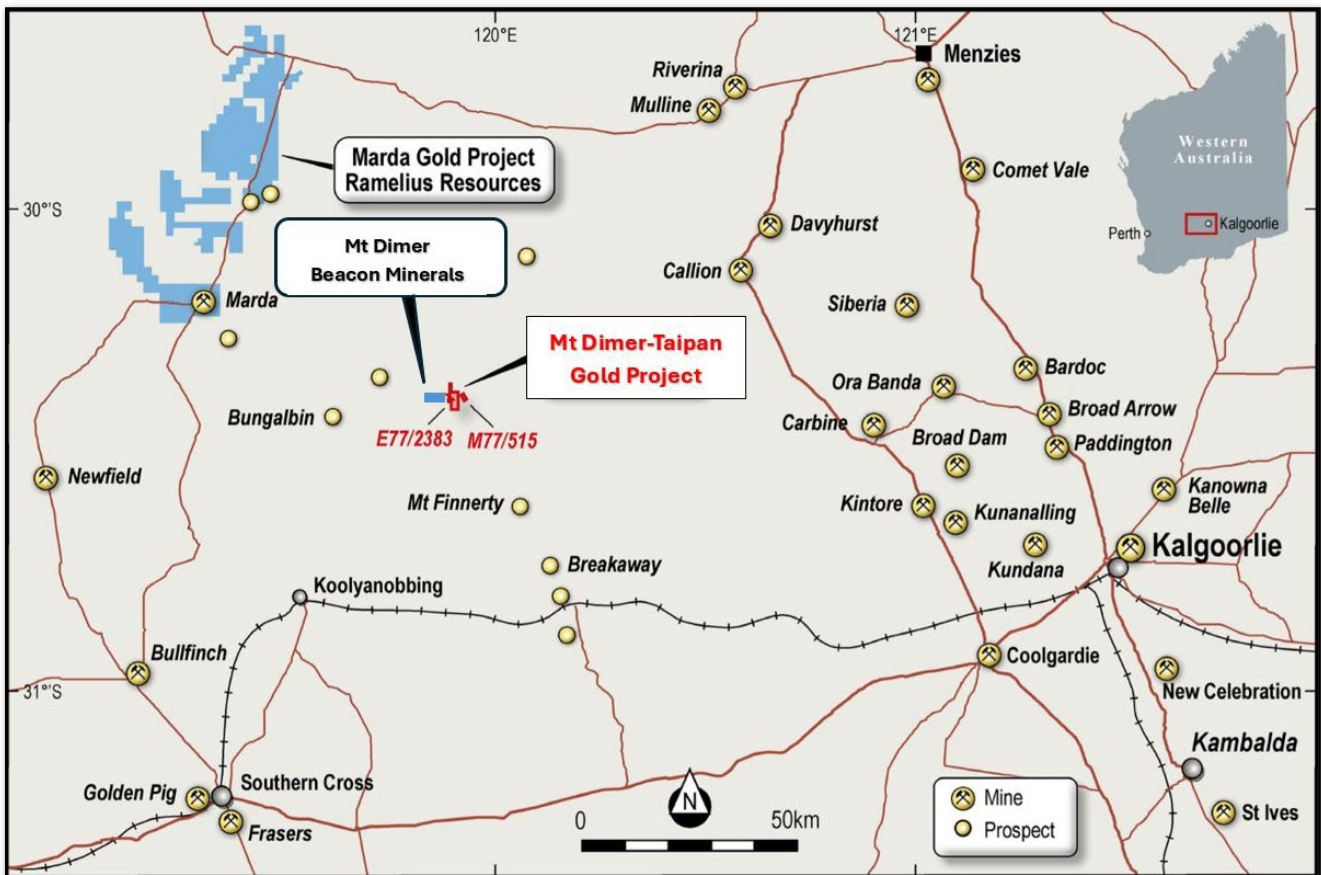 120°E
121°E
Menzies
Riverina
Mulline
Western
Australia
Perth
Kalgoorlie
Marda Gold Project
Ramelius Resources
Comet Vale
30°S
Davyhurst
Mt Dimer
Beacon Minerals
Callion
Siberia
Marda
Mt Dimer-Taipan
Gold Project
Bardoc
Ora Banda
Broad Arrow
Bungalbin
E77/2383
M77/515
Carbine
Broad Dam
Paddington
Newfield
Mt Finnerty
Kintore
Kunanalling
Kanowna
Belle
Kundana
Kalgoorlie
Breakaway
Koolyanobbing
Bullfinch
Coolgardie
31°S
New Celebration
Kambalda
Golden Pig
Southern Cross
Frasers
N
0
50km
Mine
Prospect
St Ives